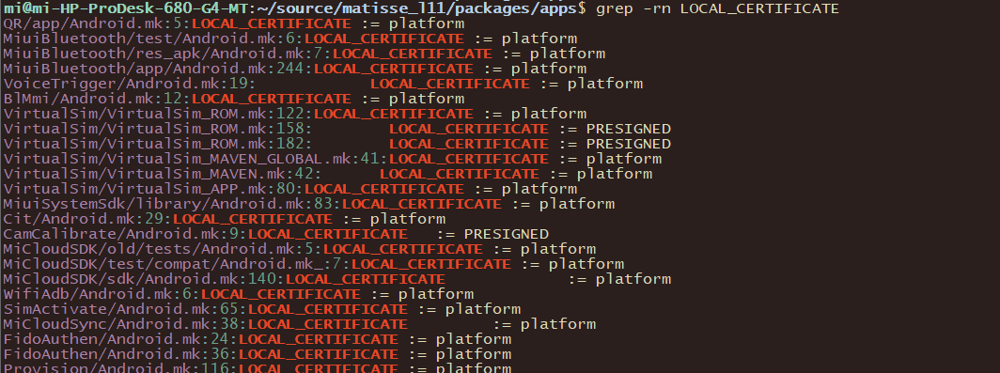 mi@mi-HP-ProDesk-680-G4-MT:~/source/matisse_l11/packages/apps$ grep -rn LOCAL_CERTIFICATE
QR/app/Android.mk:5:LOCAL_CERTIFICATE := platform
MiuiBluetooth/test/Android.mk:6:LOCAL_CERTIFICATE := platform
MiuiBluetooth/res_apk/Android.mk:7:LOCAL_CERTIFICATE := platform
MiuiBluetooth/app/Android.mk:244:LOCAL_CERTIFICATE := platform
VoiceTrigger/Android.mk:19:            LOCAL_CERTIFICATE := platform
BlMmi/Android.mk:12:LOCAL_CERTIFICATE := platform
VirtualSim/VirtualSim_ROM.mk:122:LOCAL_CERTIFICATE := platform
VirtualSim/VirtualSim_ROM.mk:158:        LOCAL_CERTIFICATE := PRESIGNED
VirtualSim/VirtualSim_ROM.mk:182:        LOCAL_CERTIFICATE := PRESIGNED
VirtualSim/VirtualSim_MAVEN_GLOBAL.mk:41:LOCAL_CERTIFICATE := platform
VirtualSim/VirtualSim_MAVEN.mk:42:      LOCAL_CERTIFICATE := platform
VirtualSim/VirtualSim_APP.mk:80:LOCAL_CERTIFICATE := platform
MiuiSystemSdk/library/Android.mk:83:LOCAL_CERTIFICATE := platform
Cit/Android.mk:29:LOCAL_CERTIFICATE := platform
CamCalibrate/Android.mk:9:LOCAL_CERTIFICATE   := PRESIGNED
MiCloudSDK/old/tests/Android.mk:5:LOCAL_CERTIFICATE := platform
MiCloudSDK/test/compat/Android.mk_:7:LOCAL_CERTIFICATE := platform
MiCloudSDK/sdk/Android.mk:140:LOCAL_CERTIFICATE             := platform
WifiAdb/Android.mk:6:LOCAL_CERTIFICATE := platform
SimActivate/Android.mk:65:LOCAL_CERTIFICATE := platform
MiCloudSync/Android.mk:38:LOCAL_CERTIFICATE         := platform
FidoAuthen/Android.mk:24:LOCAL_CERTIFICATE := platform
FidoAuthen/Android.mk:36:LOCAL_CERTIFICATE := platform
Provision/Android.mk:116:LOCAL_CERTIFICATE := platform